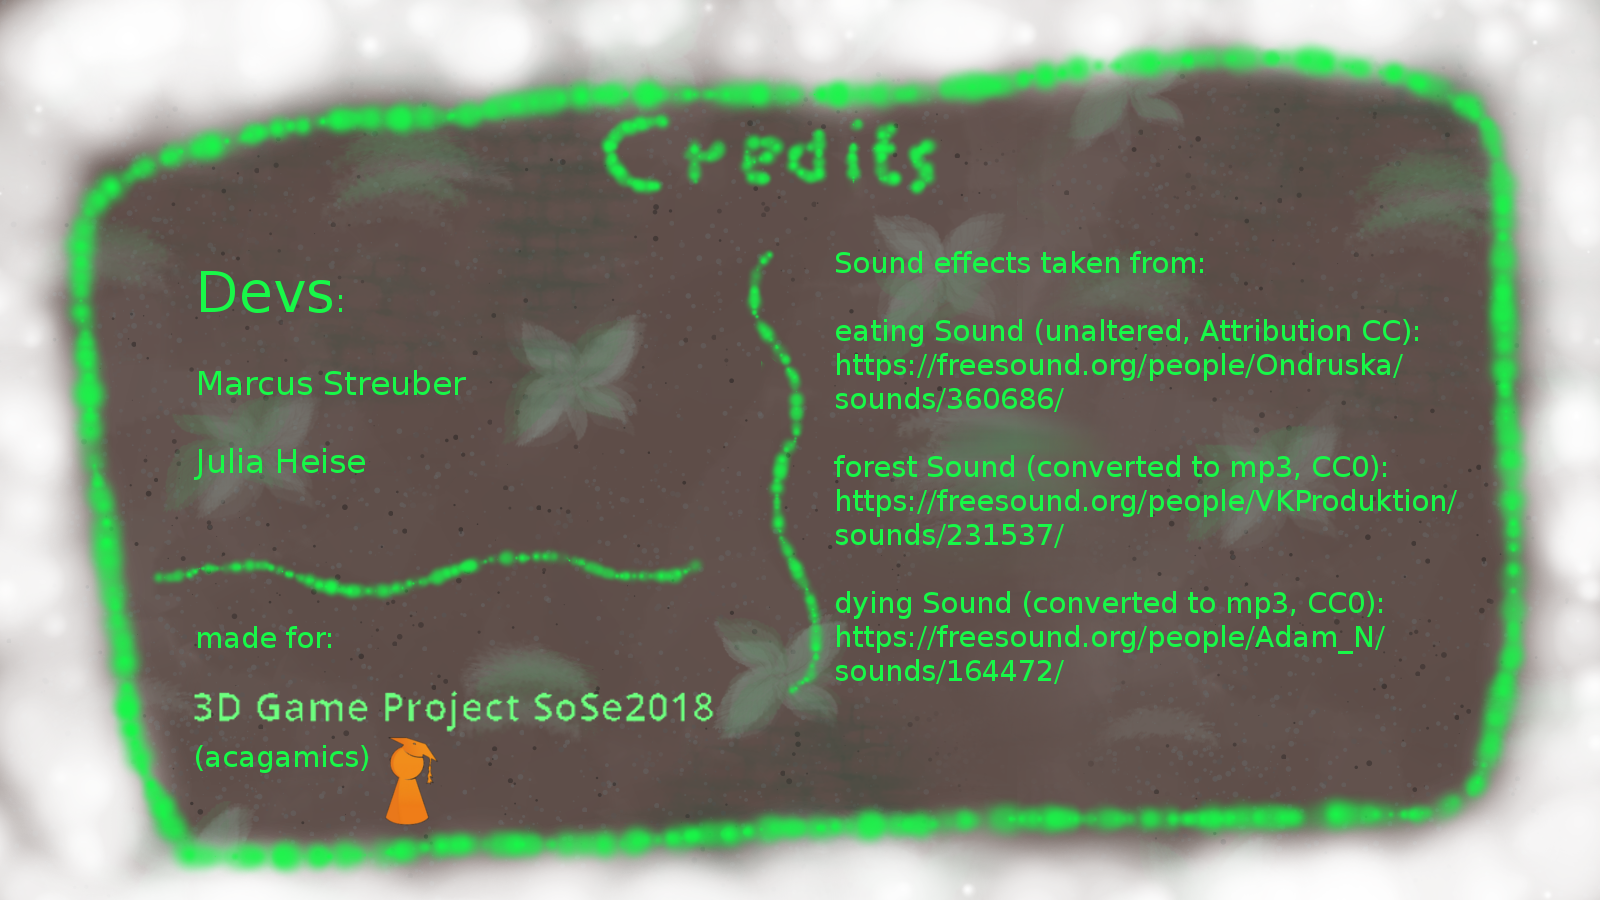 Credits
Devs:
Marcus Streuber
Julia Heise
made for:
3D Game Project SoSe2018
(acagamics)
Sound effects taken from:
eating Sound (unaltered, Attribution CC):
https://freesound.org/people/Ondruska/
sounds/360686/
forest Sound (converted to mp3, CC0):
https://freesound.org/people/VKProduktion/
sounds/231537/
dying Sound (converted to mp3, CC0):
https://freesound.org/people/Adam_N/
sounds/164472/